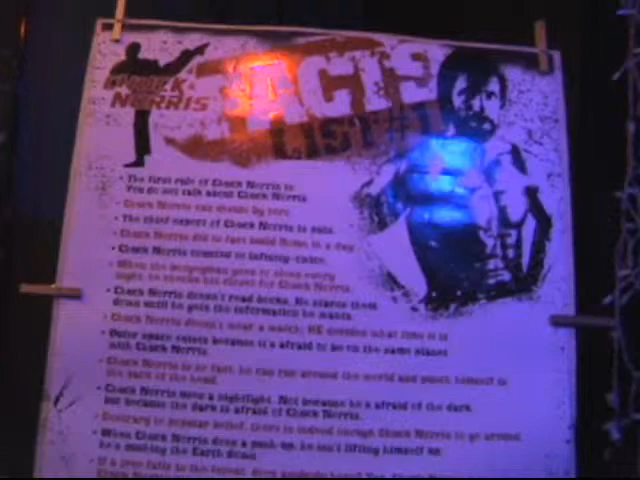 CHUCK
NORRIS
FACTS
• The first rule of Chuck Norris is:
You do not talk about Chuck Norris
• Chuck Norris can divide by zero
• The chief export of Chuck Norris is pain.
• Chuck Norris did in fact build Rome in a day
• Chuck Norris counted to infinity-twice.
• When the boogeyman goes to sleep every
night, he checks his closet for Chuck Norris.
• Chuck Norris doesn't read books. He stares them
down until he gets the information he wants.
• Chuck Norris doesn't wear a watch; HE decides what time it is
• Outer space exists because it's afraid to be on the same planet
with Chuck Norris.
• Chuck Norris is so fast, he can run around the world and punch himself in
the back of the head.
• Chuck Norris uses a nightlight. Not because he's afraid of the dark,
but because the dark is afraid of Chuck Norris.
• Contrary to popular belief, there is indeed enough Chuck Norris to go around.
• When Chuck Norris does a push-up, he isn't lifting himself up,
he's pushing the Earth down
• If a tree falls in the forest,